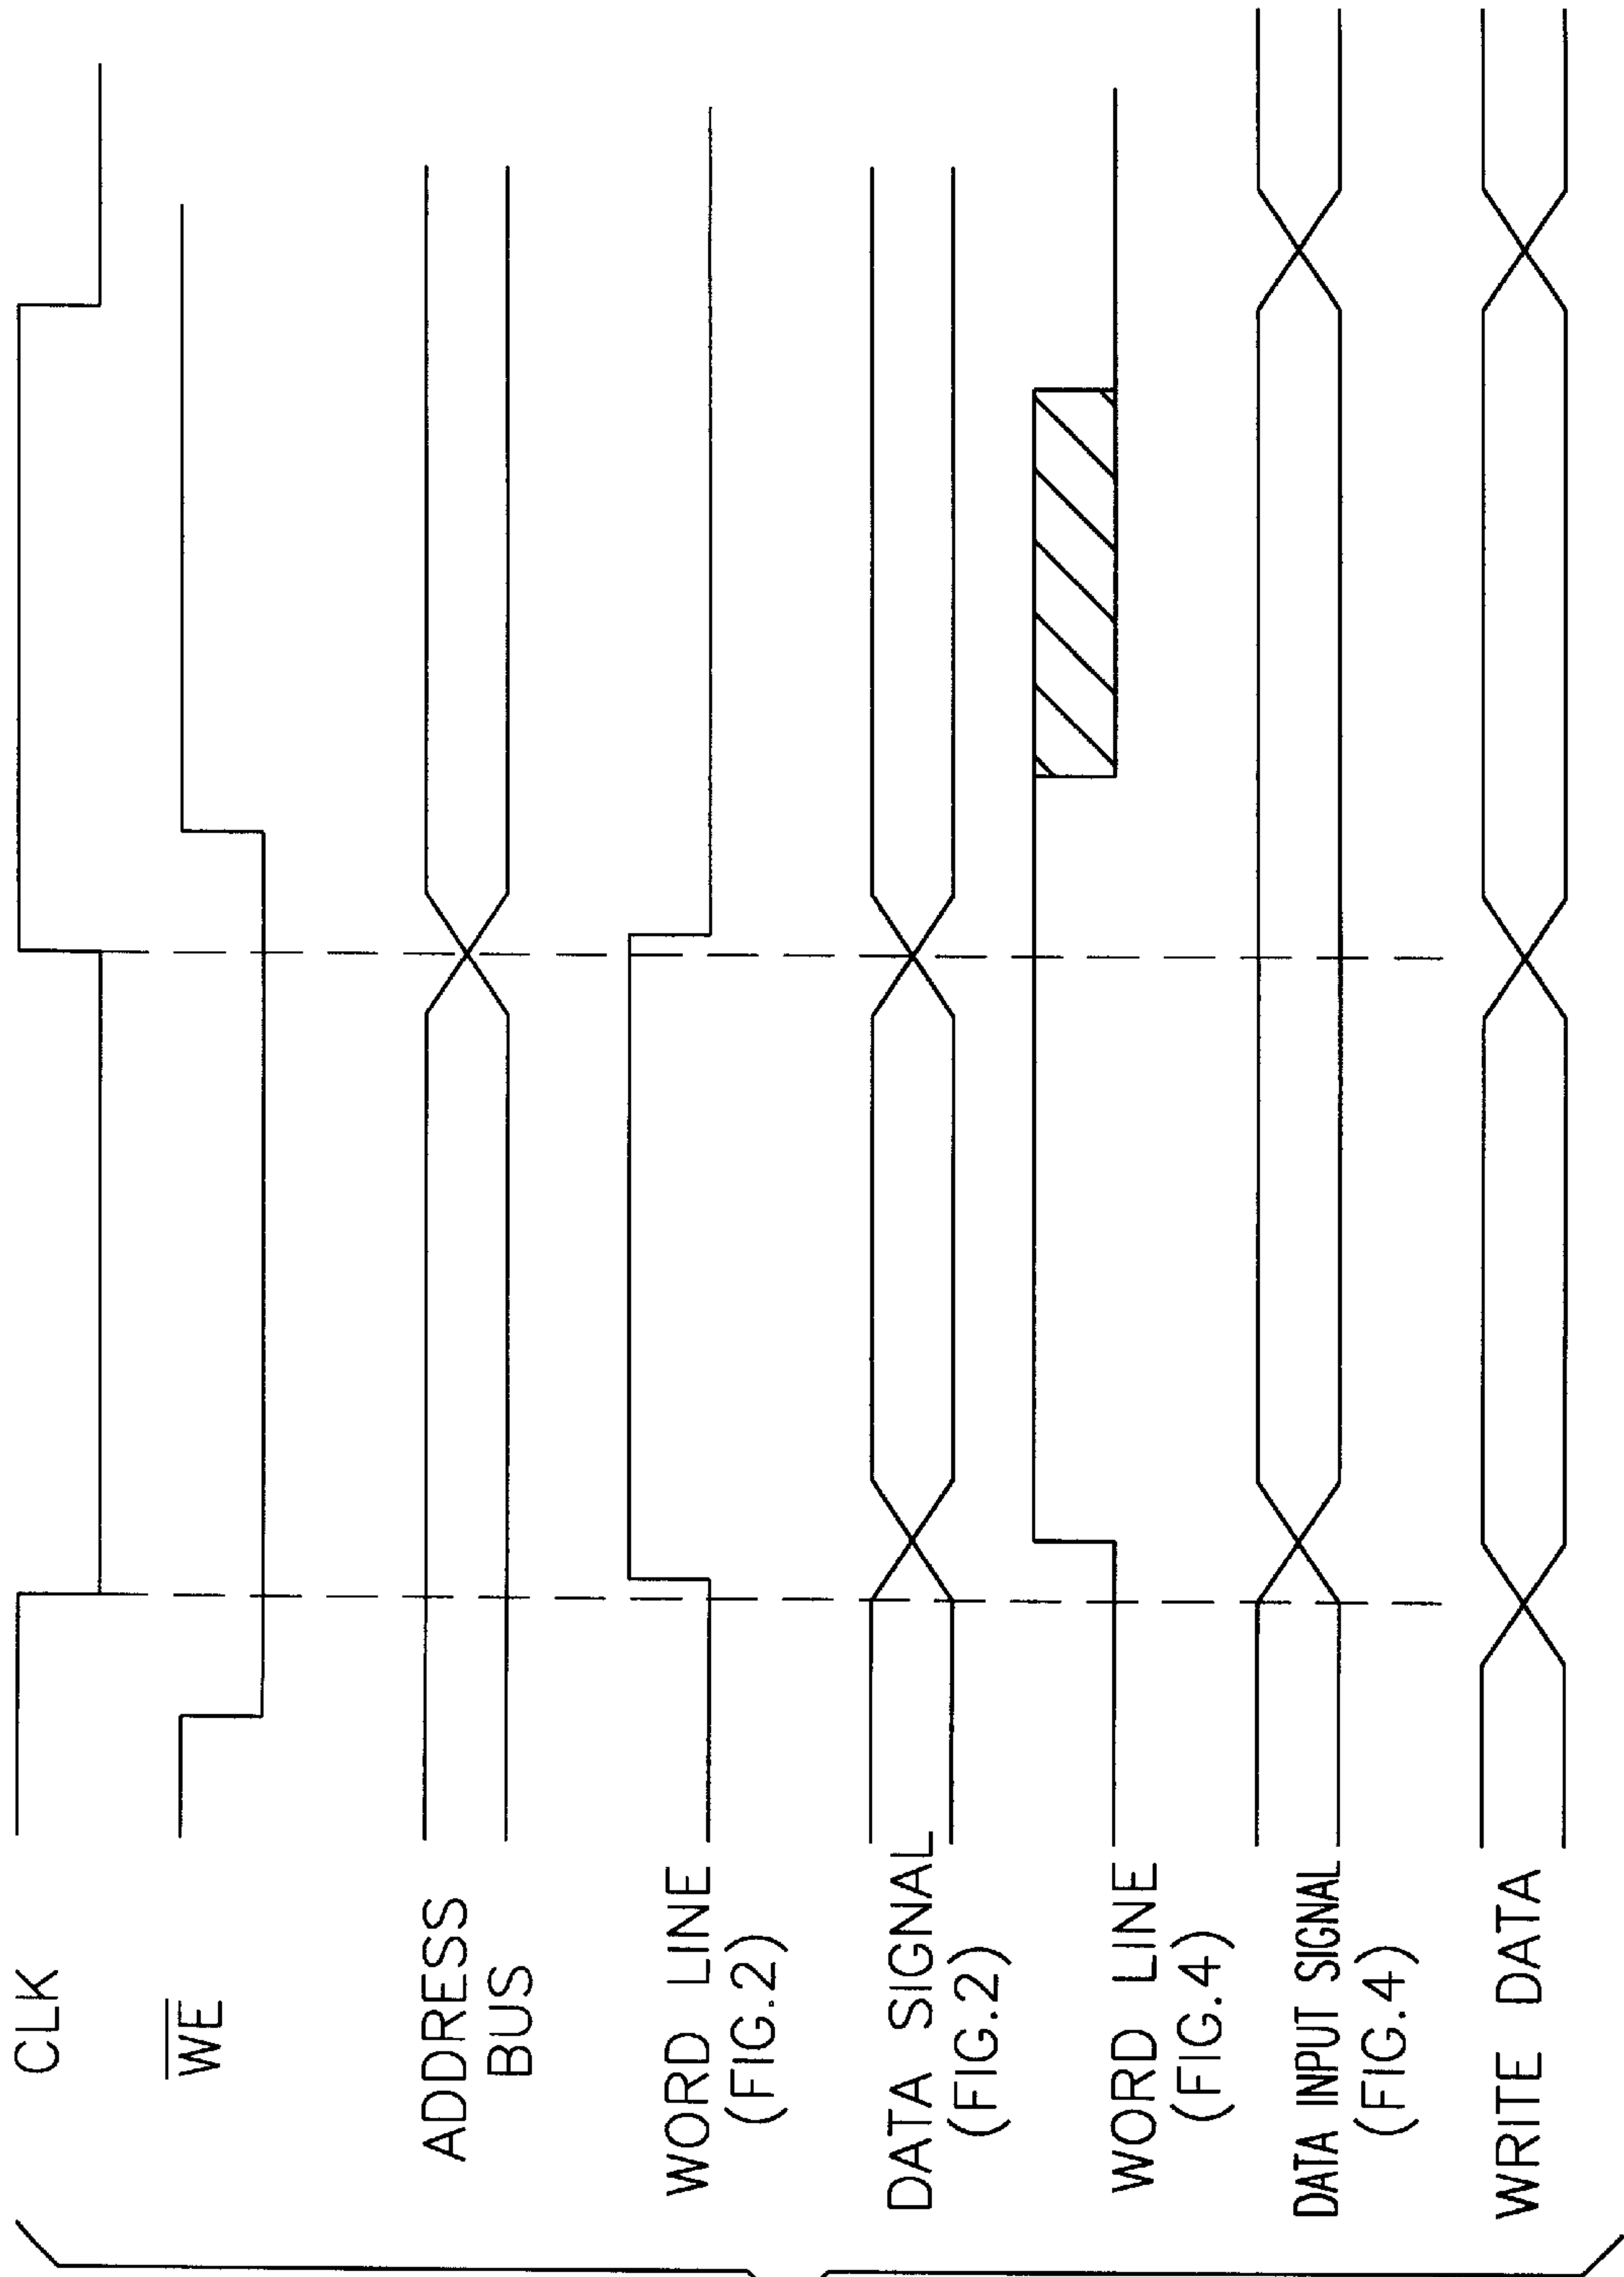 CLK
WE
ADDRESS
BUS
WORD LINE
(FIG.2)
DATA SIGNAL
(FIG.2)
WORD LINE
(FIG.4)
DATA INPUT SIGNAL
(FIG.4)
WRITE DATA